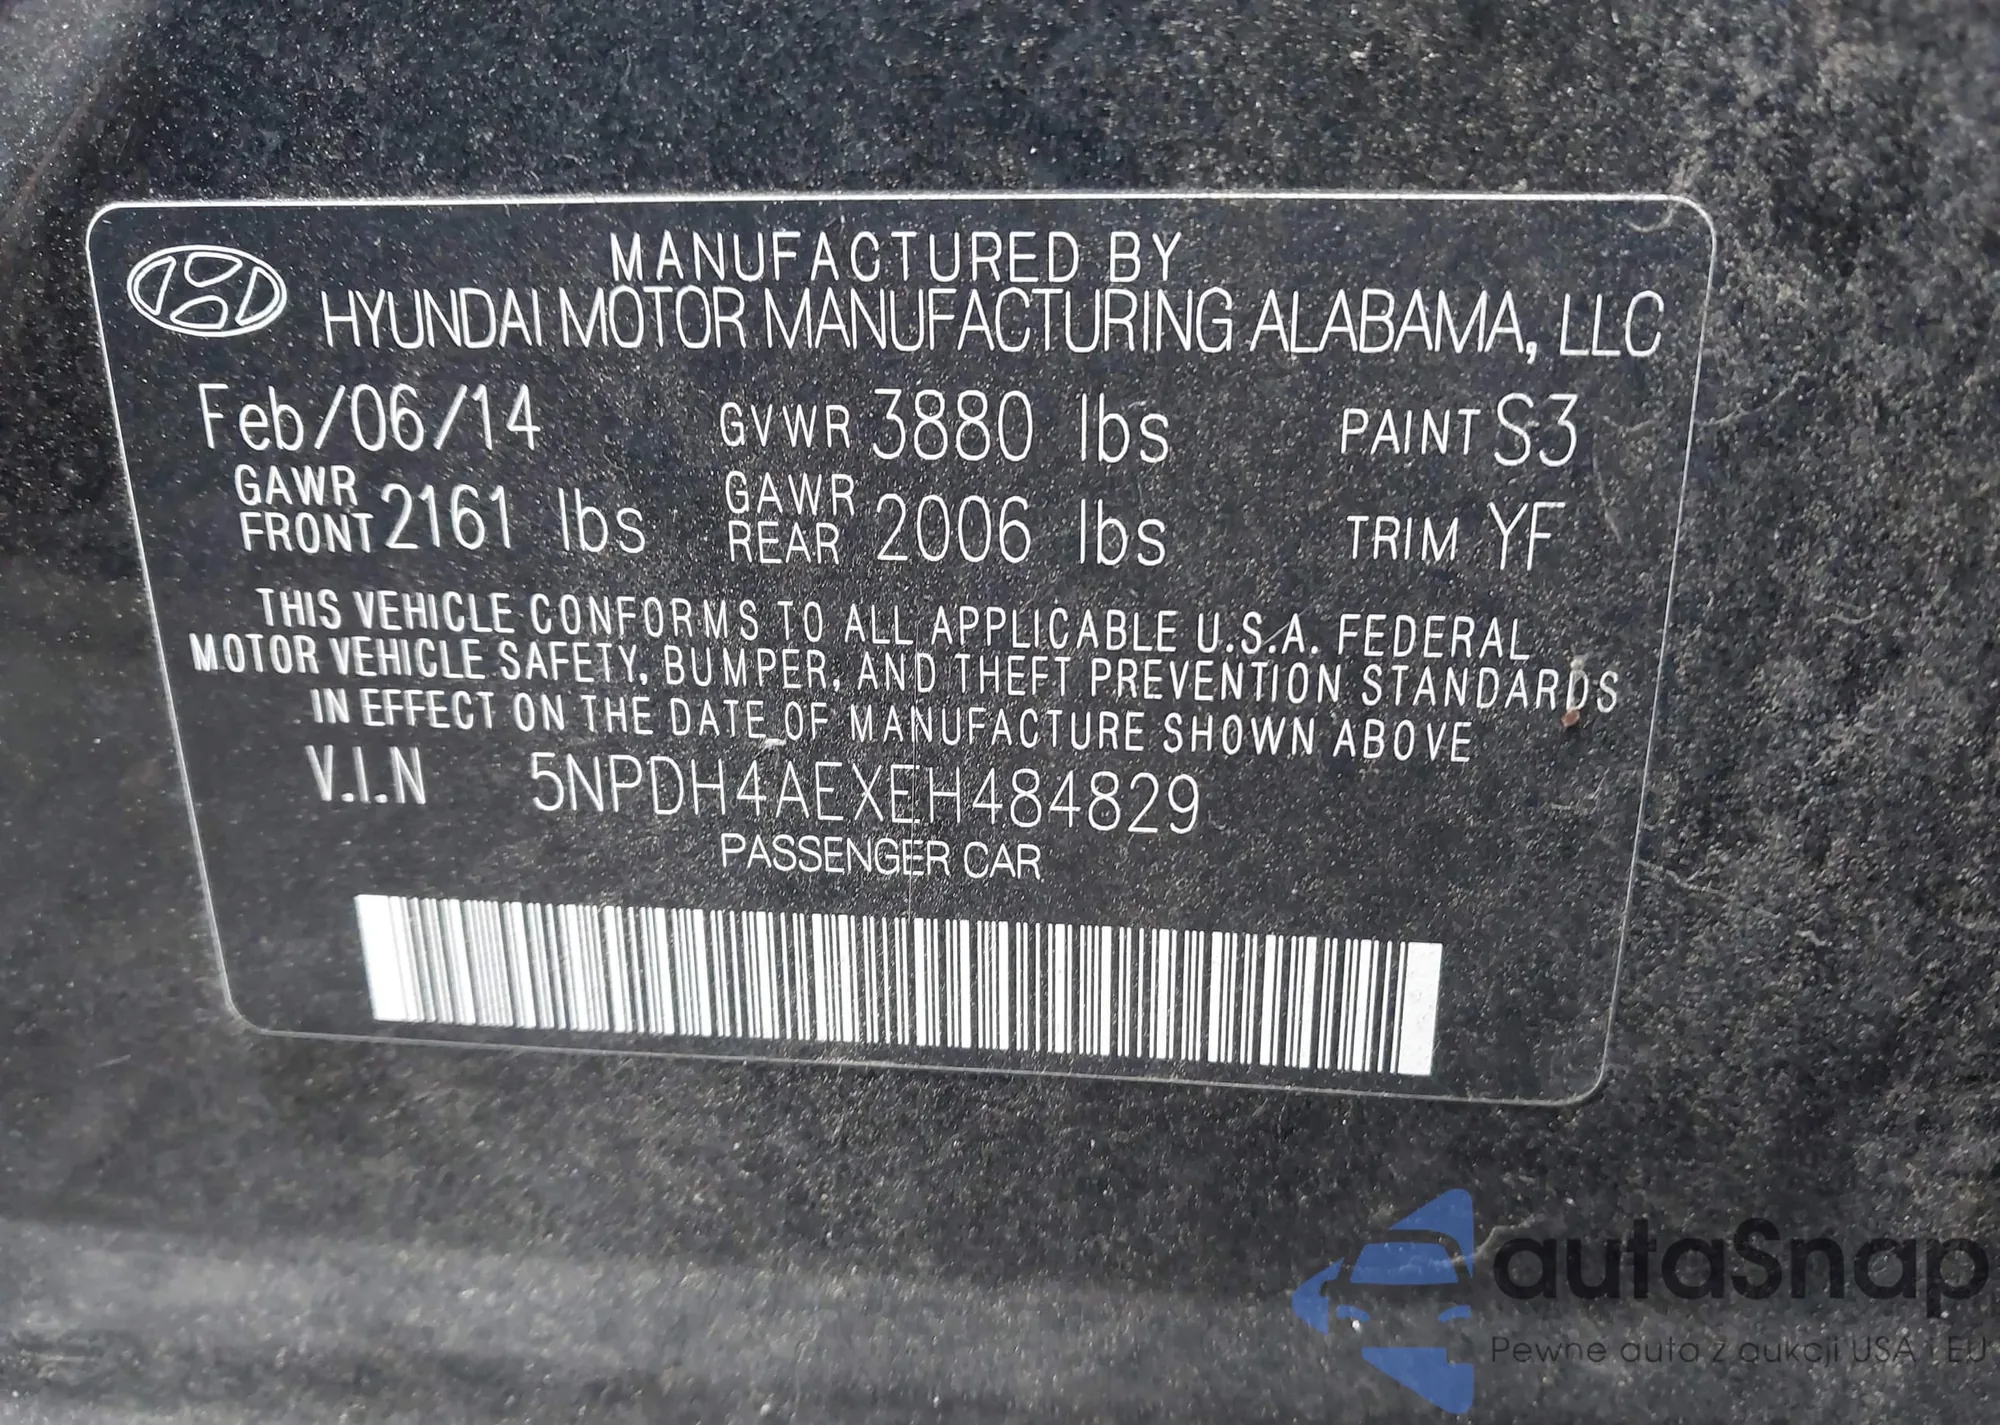 MANUFACTURED BY
HYUNDAI MOTOR MANUFACTURING ALABAMA, LLC
Feb/06/14 GVWR 3880 lbs PAINT S3
GAWR FRONT 2161 lbs GAWR REAR 2006 lbs TRIM YF
THIS VEHICLE CONFORMS TO ALL APPLICABLE U.S.A. FEDERAL
MOTOR VEHICLE SAFETY, BUMPER, AND THEFT PREVENTION STANDARDS
IN EFFECT ON THE DATE OF MANUFACTURE SHOWN ABOVE
V.I.N 5NPDH4AEXEH484829
PASSENGER CAR
autaSnap
Pewne auta z aukcji USA i EU